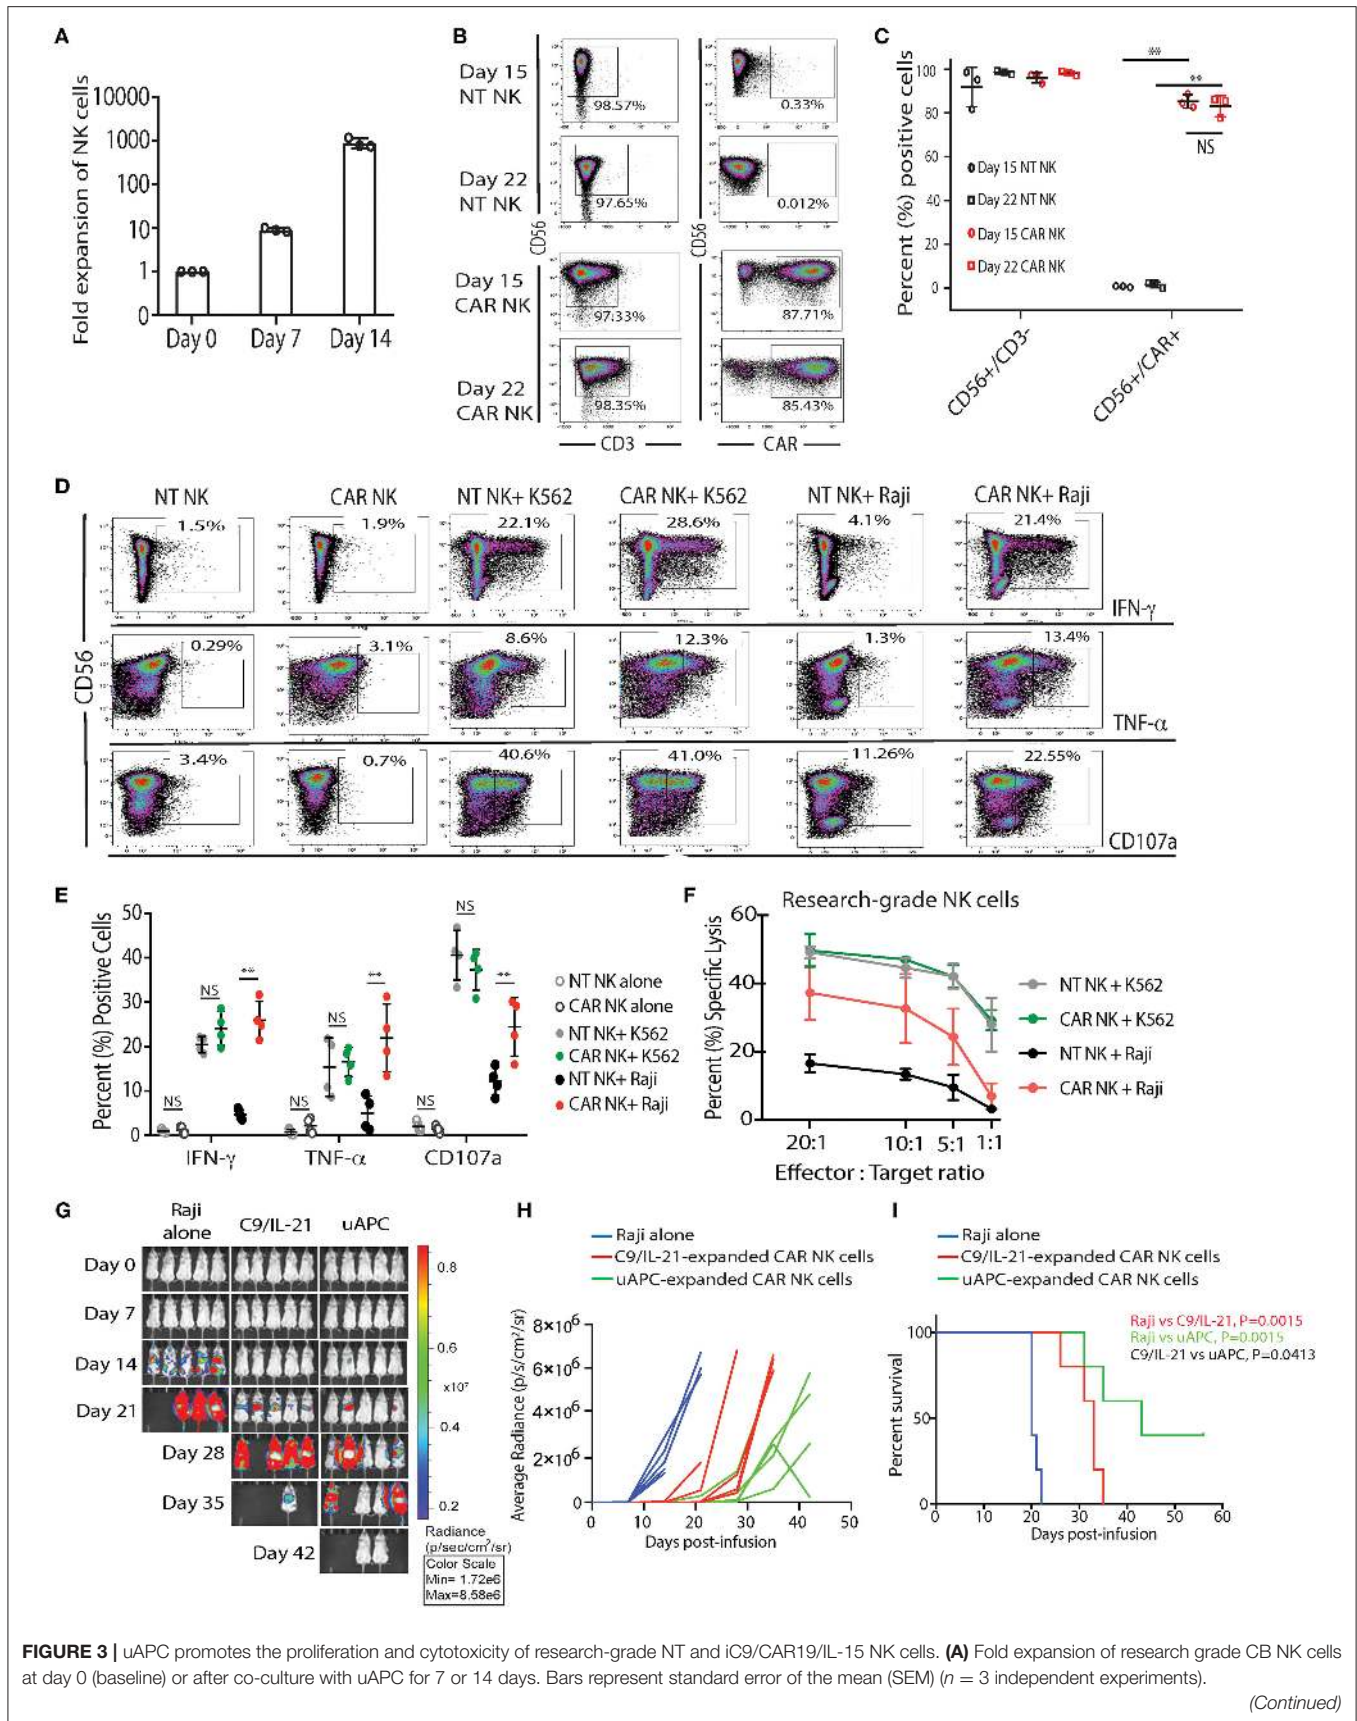 A
Fold expansion of NK cells
10000
1000
100
10
1
0
Day 0 Day 7 Day 14
B
Day 15
NT NK
98.57%
0.33%
Day 22
NT NK
97.65%
0.012%
CD56
CD56
Day 15
CAR NK
97.33%
87.71%
Day 22
CAR NK
98.35%
85.43%
CD3
CAR
C
Percent (%) positive cells
100
80
60
40
20
0
**
**
NS
Day 15 NT NK
Day 22 NT NK
Day 15 CAR NK
Day 22 CAR NK
CD56+/CD3-
CD56+/CAR+
D
NT NK CAR NK NT NK+ K562 CAR NK+ K562 NT NK+ Raji CAR NK+ Raji
1.5% 1.9% 22.1% 28.6% 4.1% 21.4%
IFN-γ
0.29% 3.1% 8.6% 12.3% 1.3% 13.4%
TNF-α
3.4% 0.7% 40.6% 41.0% 11.26% 22.55%
CD107a
CD56
E
Percent (%) Positive Cells
50
40
30
20
10
0
NS NS **
NS NS **
NS NS **
IFN-γ TNF-α CD107a
NT NK alone
CAR NK alone
NT NK+ K562
CAR NK+ K562
NT NK+ Raji
CAR NK+ Raji
F
Research-grade NK cells
Percent (%) Specific Lysis
60
40
20
0
20:1 10:1 5:1 1:1
Effector : Target ratio
NT NK + K562
CAR NK + K562
NT NK + Raji
CAR NK + Raji
G
Raji alone
C9/IL-21
uAPC
Day 0
Day 7
Day 14
Day 21
Day 28
Day 35
Day 42
0.8
0.6
x10⁷
0.4
0.2
Radiance
(p/sec/cm²/sr)
Color Scale
Min= 1.72e6
Max=8.58e6
H
Raji alone
C9/IL-21-expanded CAR NK cells
uAPC-expanded CAR NK cells
Average Radiance (p/s/cm²/sr)
8×10⁶
6×10⁶
4×10⁶
2×10⁶
0
0 10 20 30 40 50
Days post-infusion
I
Raji alone
C9/IL-21-expanded CAR NK cells
uAPC-expanded CAR NK cells
Raji vs C9/IL-21, P=0.0015
Raji vs uAPC, P=0.0015
C9/IL-21 vs uAPC, P=0.0413
Percent survival
100
50
0
0 10 20 30 40 50 60
Days post-infusion
FIGURE 3 | uAPC promotes the proliferation and cytotoxicity of research-grade NT and iC9/CAR19/IL-15 NK cells. (A) Fold expansion of research grade CB NK cells
at day 0 (baseline) or after co-culture with uAPC for 7 or 14 days. Bars represent standard error of the mean (SEM) (n = 3 independent experiments).
(Continued)